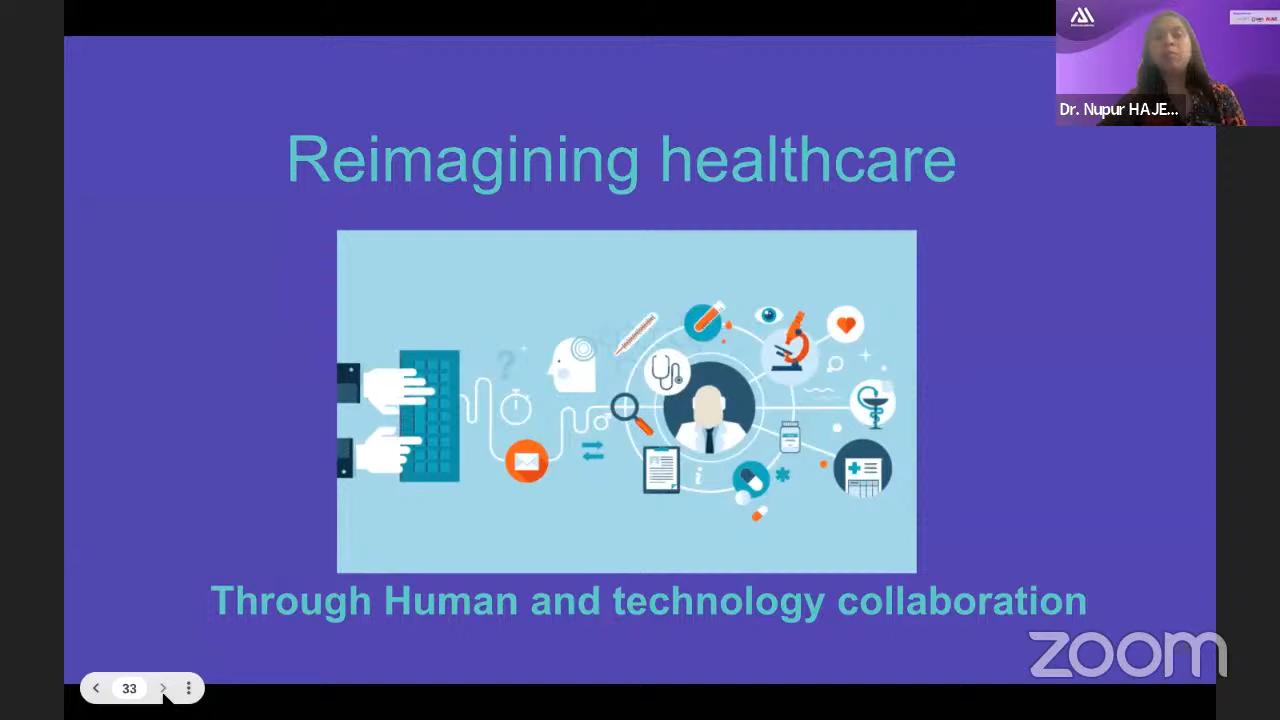 Dr. Nupur HAJE...
Reimagining healthcare
?
i
Through Human and technology collaboration
zoom
33